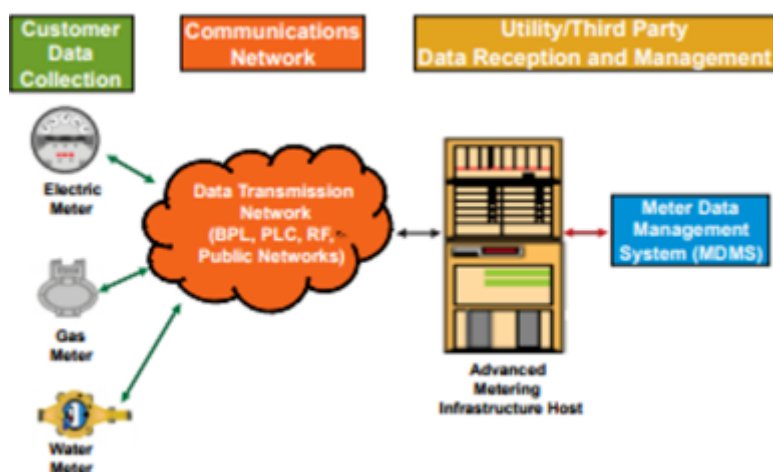 Customer
Data
Collection
Communications
Network
Utility/Third Party
Data Reception and Management
Electric
Meter
Gas
Meter
Water
Meter
Data Transmission
Network
(BPL, PLC, RF,
Public Networks)
Advanced
Metering
Infrastructure Host
Meter Data
Management
System (MDMS)